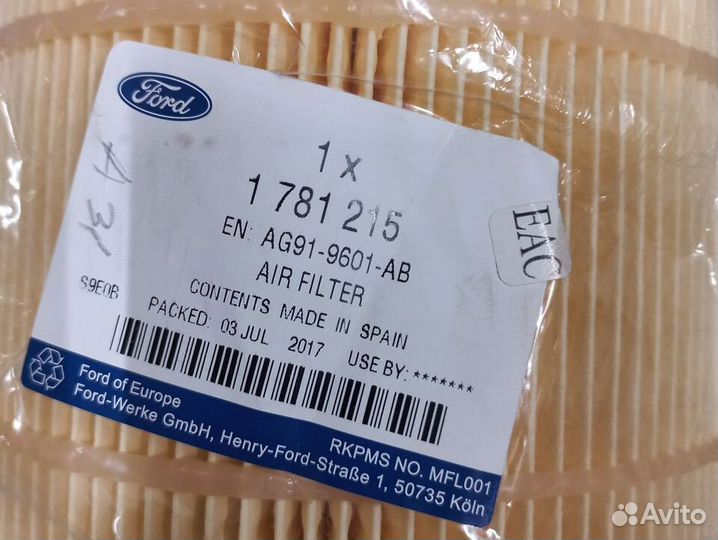 Ford
1 x
1 781 215
EN: AG91-9601-AB
AIR FILTER
CONTENTS MADE IN SPAIN
PACKED: 03 JUL 2017 USE BY: *******
S9E0B
A 31
EAC
Ford of Europe
Ford-Werke GmbH, Henry-Ford-Straße 1, 50735 Köln
RKPMS NO. MFL001
Avito